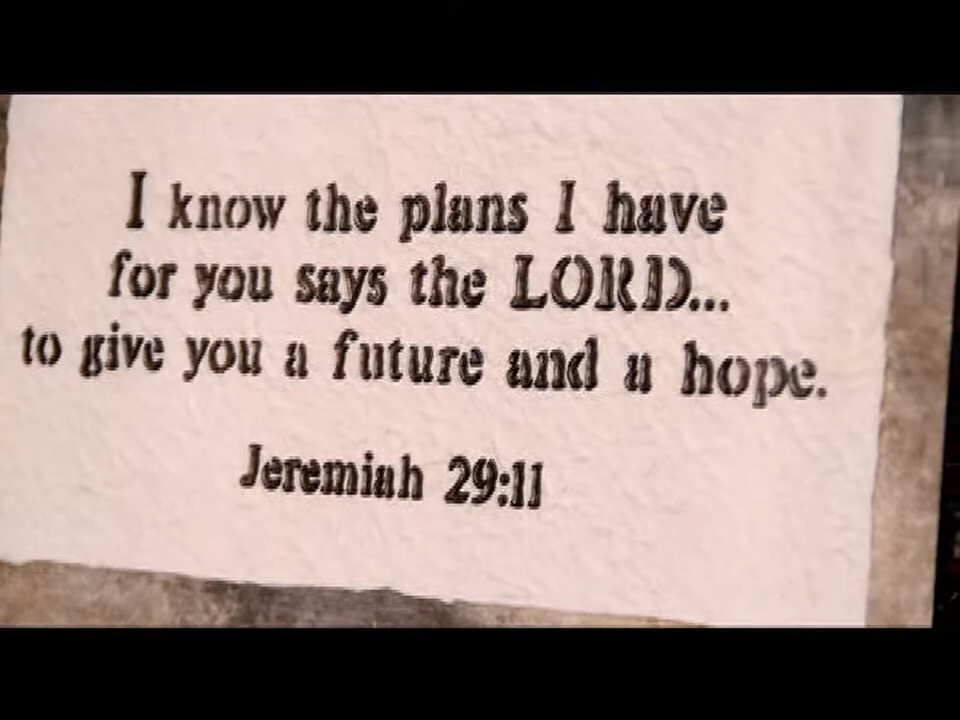 I know the plans I have
for you says the LORD...
to give you a future and a hope.
Jeremiah 29:11